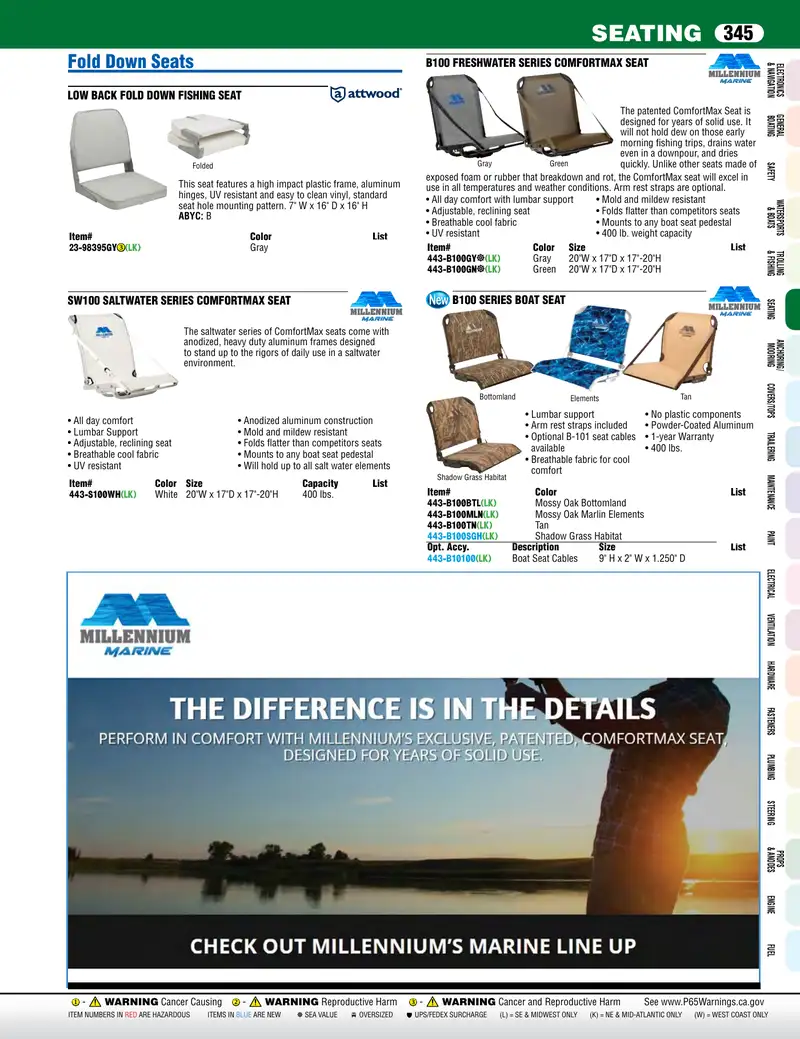 SEATING 345
Fold Down Seats
LOW BACK FOLD DOWN FISHING SEAT
attwood
Folded
This seat features a high impact plastic frame, aluminum
hinges, UV resistant and easy to clean vinyl, standard
seat hole mounting pattern. 7" W x 16" D x 16" H
ABYC: B
Item# Color List
23-98395GY③(LK) Gray
SW100 SALTWATER SERIES COMFORTMAX SEAT
MILLENNIUM
MARINE
The saltwater series of ComfortMax seats come with
anodized, heavy duty aluminum frames designed
to stand up to the rigors of daily use in a saltwater
environment.
• All day comfort
• Lumbar Support
• Adjustable, reclining seat
• Breathable cool fabric
• UV resistant
• Anodized aluminum construction
• Mold and mildew resistant
• Folds flatter than competitors seats
• Mounts to any boat seat pedestal
• Will hold up to all salt water elements
Item# Color Size Capacity List
443-S100WH(LK) White 20"W x 17"D x 17"-20"H 400 lbs.
B100 FRESHWATER SERIES COMFORTMAX SEAT
MILLENNIUM
MARINE
Gray
Green
The patented ComfortMax Seat is
designed for years of solid use. It
will not hold dew on those early
morning fishing trips, drains water
even in a downpour, and dries
quickly. Unlike other seats made of
exposed foam or rubber that breakdown and rot, the ComfortMax seat will excel in
use in all temperatures and weather conditions. Arm rest straps are optional.
• All day comfort with lumbar support
• Adjustable, reclining seat
• Breathable cool fabric
• UV resistant
• Mold and mildew resistant
• Folds flatter than competitors seats
• Mounts to any boat seat pedestal
• 400 lb. weight capacity
Item# Color Size List
443-B100GY(LK) Gray 20"W x 17"D x 17"-20"H
443-B100GN(LK) Green 20"W x 17"D x 17"-20"H
New B100 SERIES BOAT SEAT
MILLENNIUM
MARINE
Bottomland
Elements
Tan
Shadow Grass Habitat
• Lumbar support
• Arm rest straps included
• Optional B-101 seat cables
available
• Breathable fabric for cool
comfort
• No plastic components
• Powder-Coated Aluminum
• 1-year Warranty
• 400 lbs.
Item# Color List
443-B100BTL(LK) Mossy Oak Bottomland
443-B100MLN(LK) Mossy Oak Marlin Elements
443-B100TN(LK) Tan
443-B100SGH(LK) Shadow Grass Habitat
Opt. Accy. Description Size List
443-B10100(LK) Boat Seat Cables 9" H x 2" W x 1.250" D
MILLENNIUM
MARINE
THE DIFFERENCE IS IN THE DETAILS
PERFORM IN COMFORT WITH MILLENNIUM'S EXCLUSIVE, PATENTED, COMFORTMAX SEAT,
DESIGNED FOR YEARS OF SOLID USE.
CHECK OUT MILLENNIUM'S MARINE LINE UP
ELECTRONICS
& NAVIGATION
GENERAL
BOATING
SAFETY
WATERSPORTS
& BOATS
TROLLING
& FISHING
SEATING
ANCHORING/
MOORING
COVERS/TOPS
TRAILERING
MAINTENANCE
PAINT
ELECTRICAL
VENTILATION
HARDWARE
FASTENERS
PLUMBING
STEERING
PROPS
& ANODES
ENGINE
FUEL
① - WARNING Cancer Causing ② - WARNING Reproductive Harm ③ - WARNING Cancer and Reproductive Harm See www.P65Warnings.ca.gov
ITEM NUMBERS IN RED ARE HAZARDOUS ITEMS IN BLUE ARE NEW SEA VALUE OVERSIZED UPS/FEDEX SURCHARGE (L) = SE & MIDWEST ONLY (K) = NE & MID-ATLANTIC ONLY (W) = WEST COAST ONLY